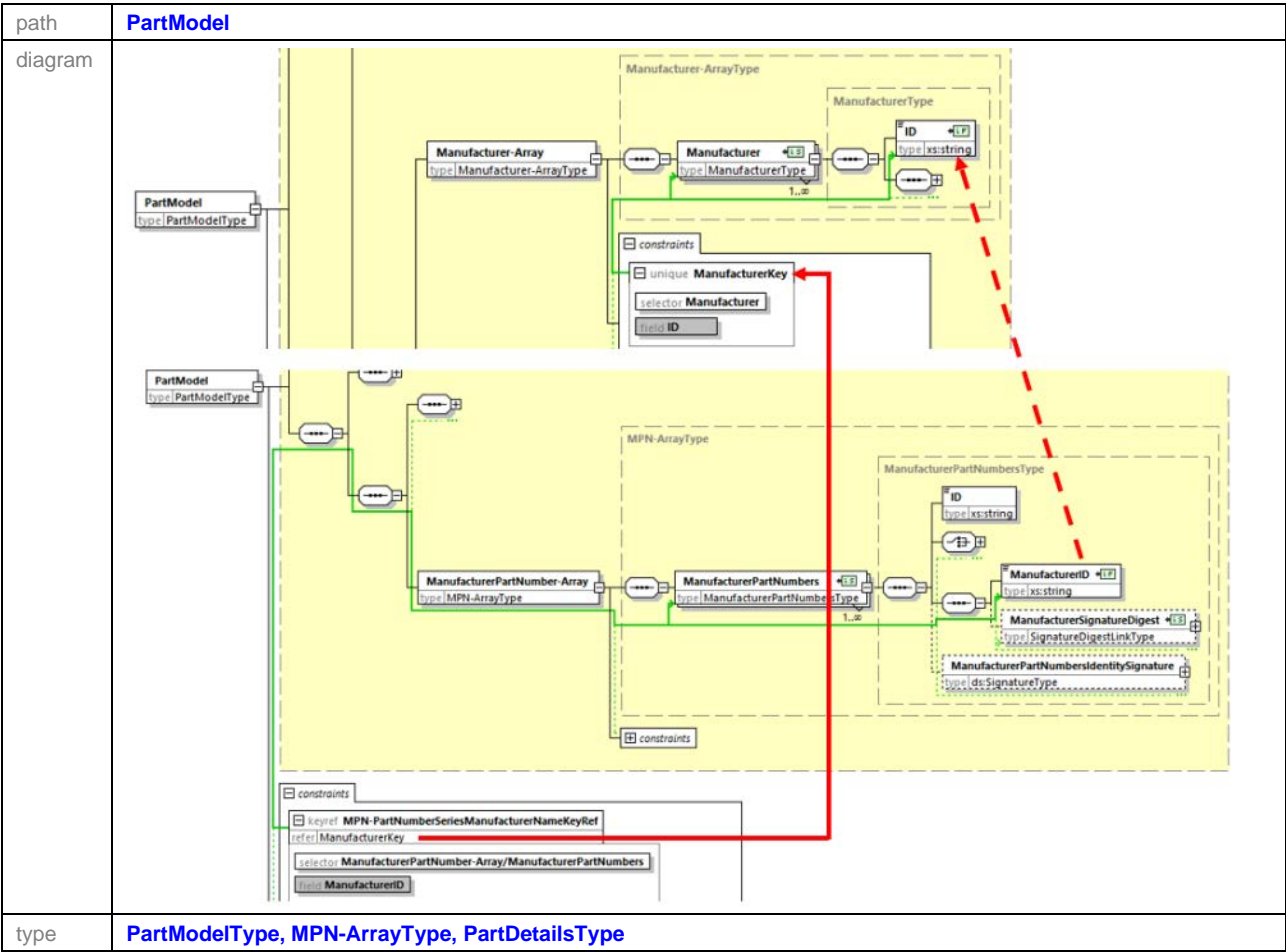 path PartModel
diagram
Manufacturer-ArrayType
ManufacturerType
ID
type xs:string
Manufacturer-Array
type Manufacturer-ArrayType
Manufacturer
type ManufacturerType
1..∞
PartModel
type PartModelType
constraints
unique ManufacturerKey
selector Manufacturer
field ID
PartModel
type PartModelType
MPN-ArrayType
ManufacturerPartNumbersType
ID
type xs:string
ManufacturerPartNumber-Array
type MPN-ArrayType
ManufacturerPartNumbers
type ManufacturerPartNumbersType
1..∞
ManufacturerID
type xs:string
ManufacturerSignatureDigest
type SignatureDigestLinkType
ManufacturerPartNumbersIdentitySignature
type ds:SignatureType
constraints
constraints
keyref MPN-PartNumberSeriesManufacturerNameKeyRef
refer ManufacturerKey
selector ManufacturerPartNumber-Array/ManufacturerPartNumbers
field ManufacturerID
type PartModelType, MPN-ArrayType, PartDetailsType